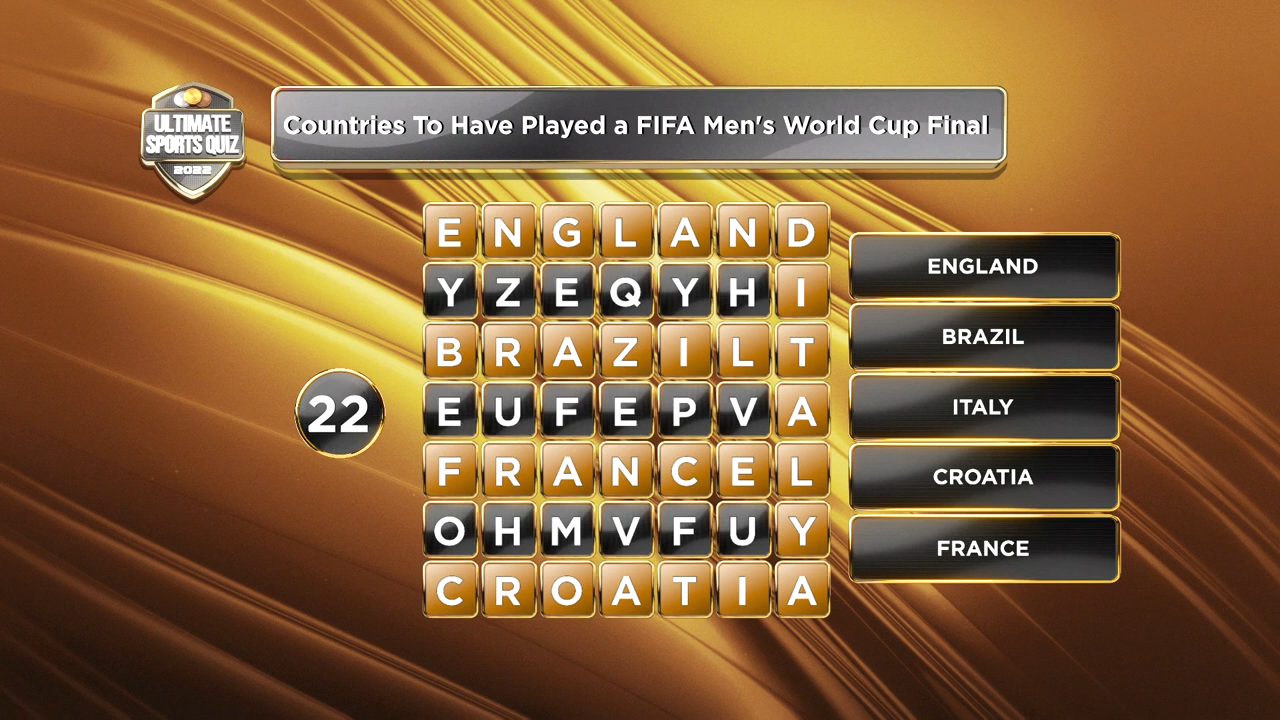 ULTIMATE
SPORTS QUIZ
2022
Countries To Have Played a FIFA Men's World Cup Final
22
E N G L A N D
Y Z E Q Y H I
B R A Z I L T
E U F E P V A
F R A N C E L
O H M V F U Y
C R O A T I A
ENGLAND
BRAZIL
ITALY
CROATIA
FRANCE